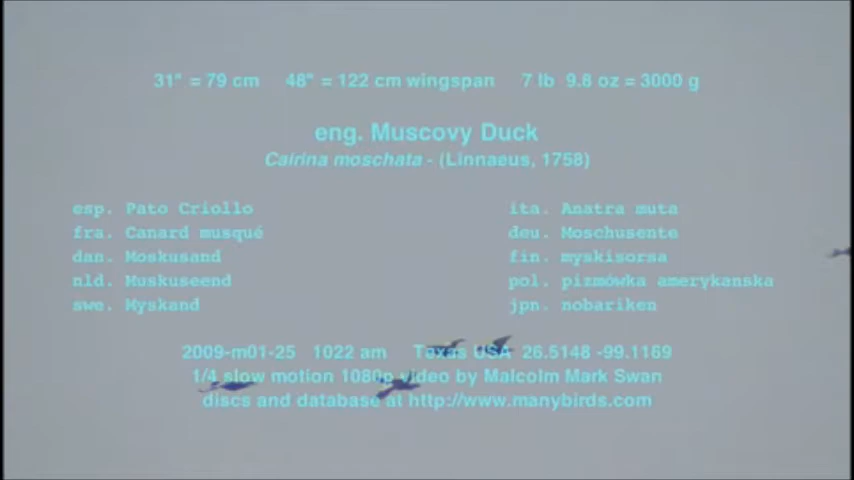 31" = 79 cm 48" = 122 cm wingspan 7 lb 9.8 oz = 3000 g
eng. Muscovy Duck
Cairina moschata - (Linnaeus, 1758)
esp. Pato Criollo
fra. Canard musqué
dan. Moskusand
nld. Muskuseend
swe. Myskand
ita. Anatra muta
deu. Moschusente
fin. myskisorsa
pol. pizmówka amerykanska
jpn. nobariken
2009-m01-25 1022 am Texas USA 26.5148 -99.1169
1/4 slow motion 1080p video by Malcolm Mark Swan
discs and database at http://www.manybirds.com